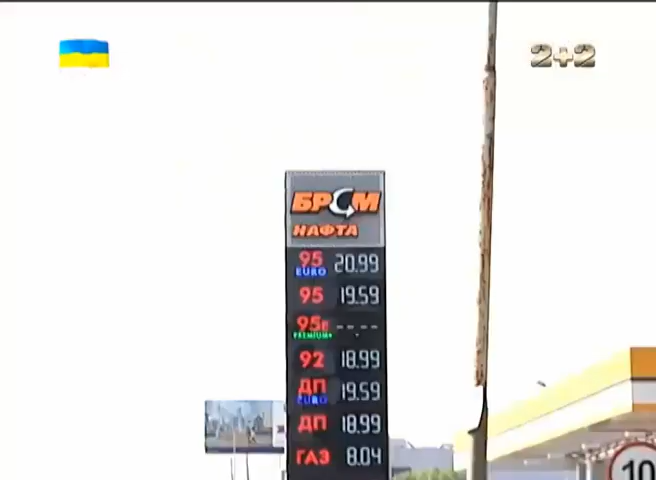 2+2
БРСМ
НАФТА
95 EURO 20.99
95 19.59
95E PREMIUM+ --.--
92 18.99
ДП EURO 19.59
ДП 18.99
ГАЗ 8.04
10